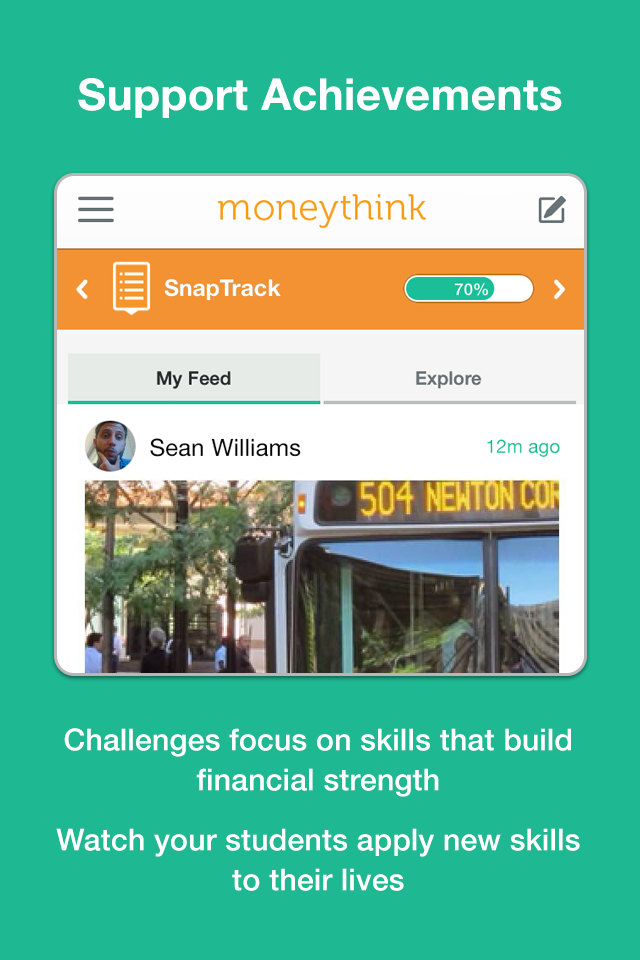 Support Achievements
moneythink
SnapTrack
70%
My Feed
Explore
Sean Williams
12m ago
504 NEWTON COR
Challenges focus on skills that build
financial strength
Watch your students apply new skills
to their lives